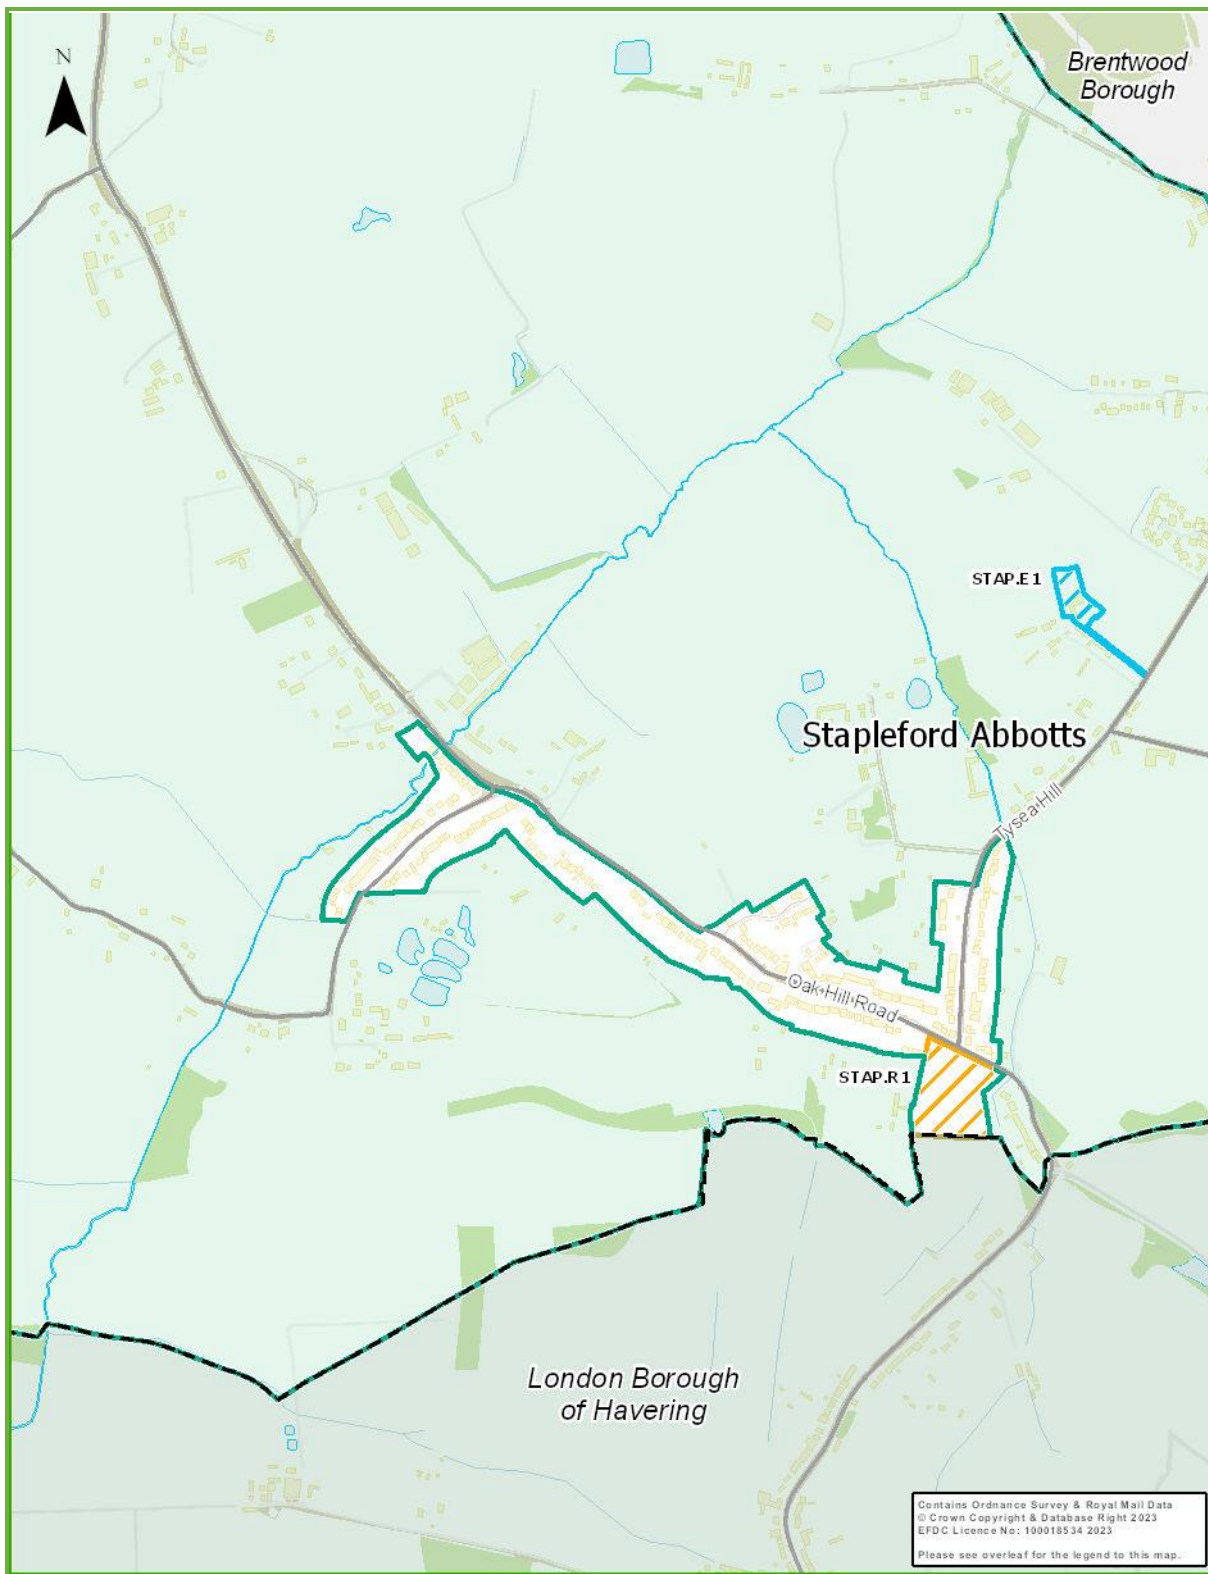 N
Brentwood
Borough
STAP.E1
Stapleford Abbotts
Tysea Hill
Oak Hill Road
STAP.R1
London Borough
of Havering
Contains Ordnance Survey & Royal Mail Data
© Crown Copyright & Database Right 2023
EFDC Licence No: 100018534 2023
Please see overleaf for the legend to this map.